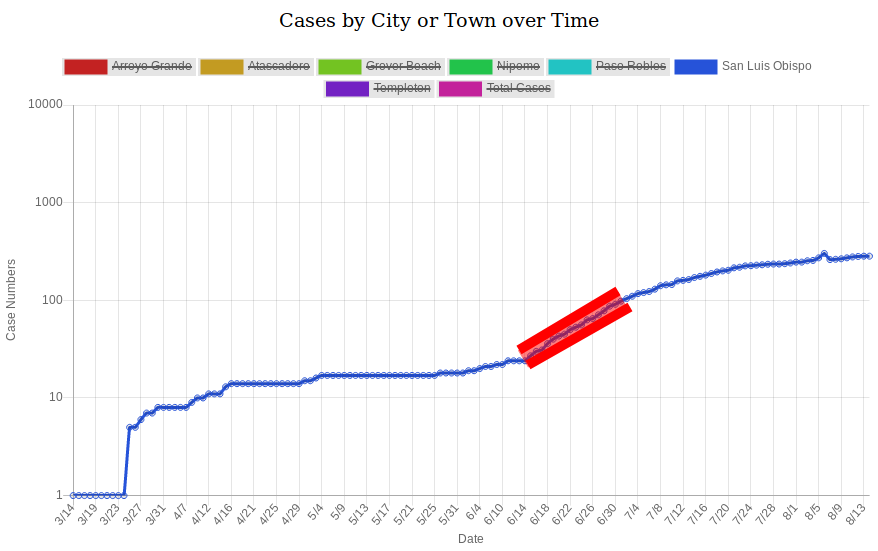 Cases by City or Town over Time
Arroyo Grande Atascadero Grover Beach Nipomo Paso Robles San Luis Obispo
Templeton Total Cases
10000
1000
100
10
1
Case Numbers
3/14 3/19 3/23 3/27 3/31 4/7 4/12 4/16 4/21 4/25 4/29 5/4 5/9 5/13 5/17 5/21 5/25 5/31 6/4 6/10 6/14 6/18 6/22 6/26 6/30 7/4 7/8 7/12 7/16 7/20 7/24 7/28 8/1 8/5 8/9 8/13
Date